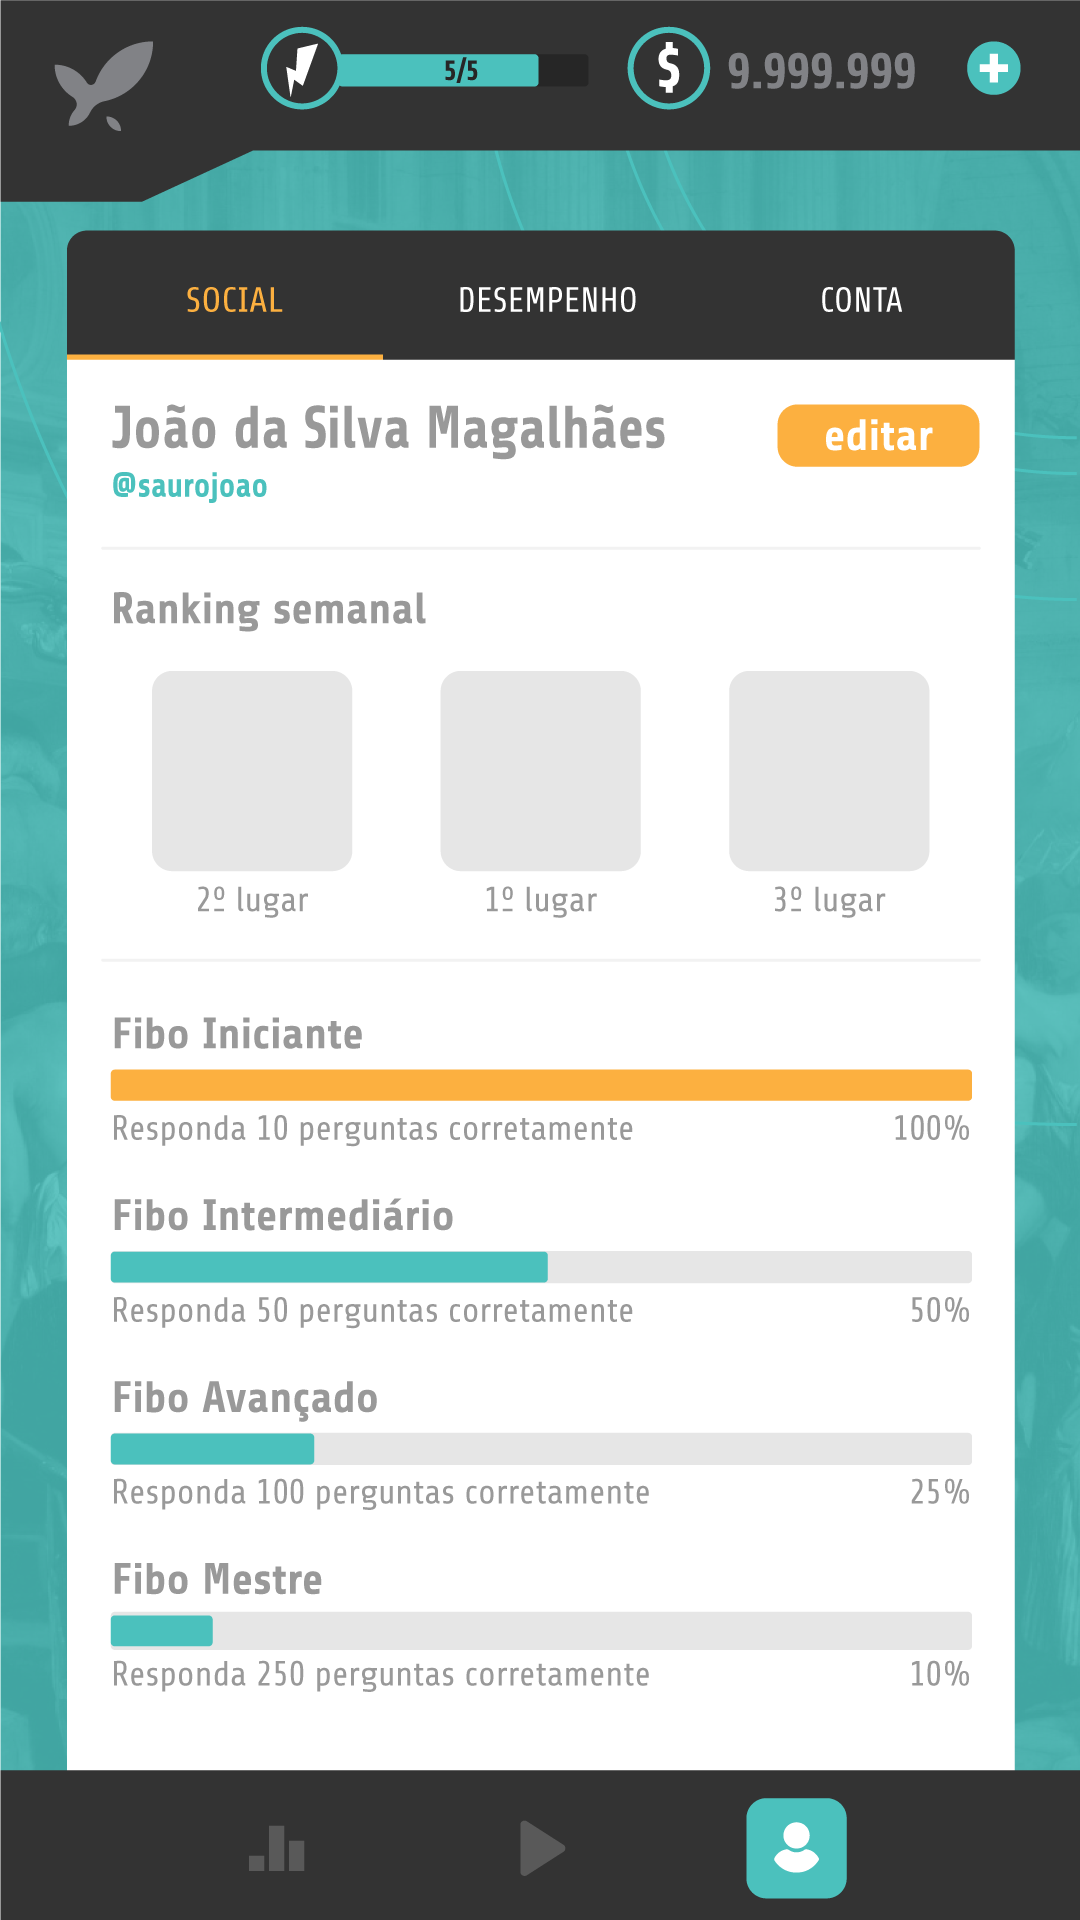 5/5
$ 9.999.999
SOCIAL DESEMPENHO CONTA
João da Silva Magalhães
editar
@saurojoao
Ranking semanal
2º lugar 1º lugar 3º lugar
Fibo Iniciante
Responda 10 perguntas corretamente 100%
Fibo Intermediário
Responda 50 perguntas corretamente 50%
Fibo Avançado
Responda 100 perguntas corretamente 25%
Fibo Mestre
Responda 250 perguntas corretamente 10%